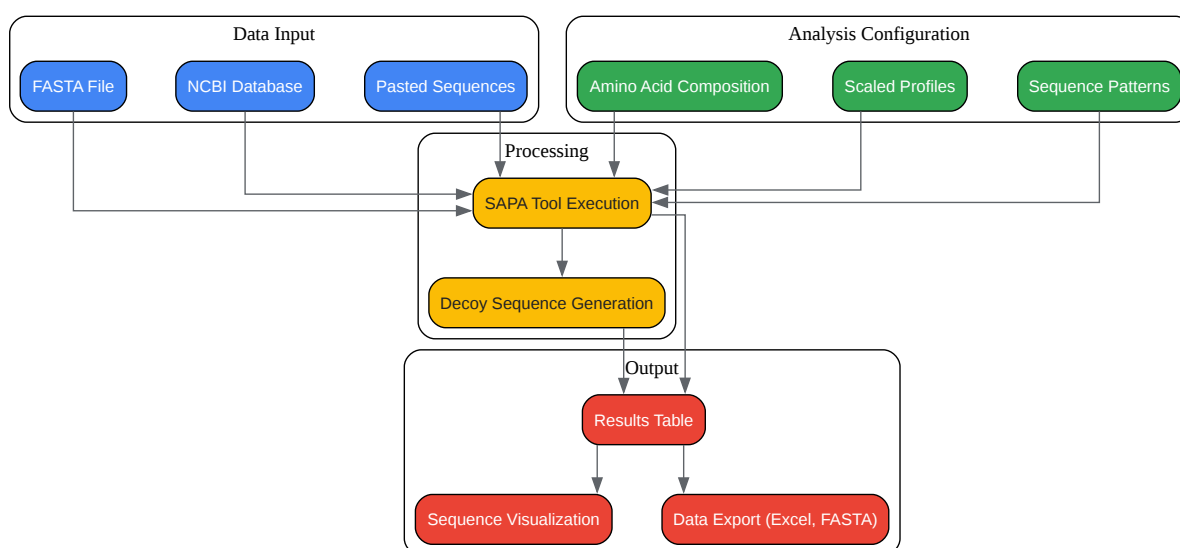 Data Input
Analysis Configuration
FASTA File
NCBI Database
Pasted Sequences
Amino Acid Composition
Scaled Profiles
Sequence Patterns
Processing
SAPA Tool Execution
Decoy Sequence Generation
Output
Results Table
Sequence Visualization
Data Export (Excel, FASTA)